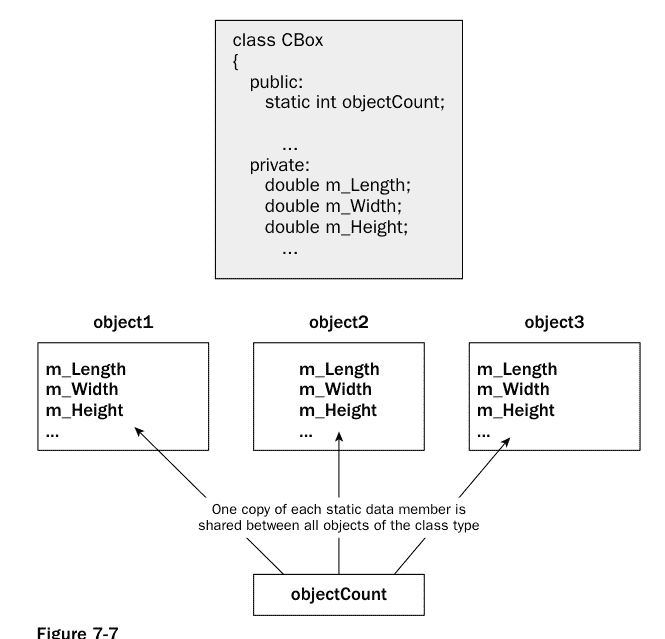 class CBox
{
public:
static int objectCount;
...
private:
double m_Length;
double m_Width;
double m_Height;
...
object1
object2
object3
m_Length
m_Width
m_Height
...
m_Length
m_Width
m_Height
...
m_Length
m_Width
m_Height
...
One copy of each static data member is
shared between all objects of the class type
objectCount
Figure 7-7